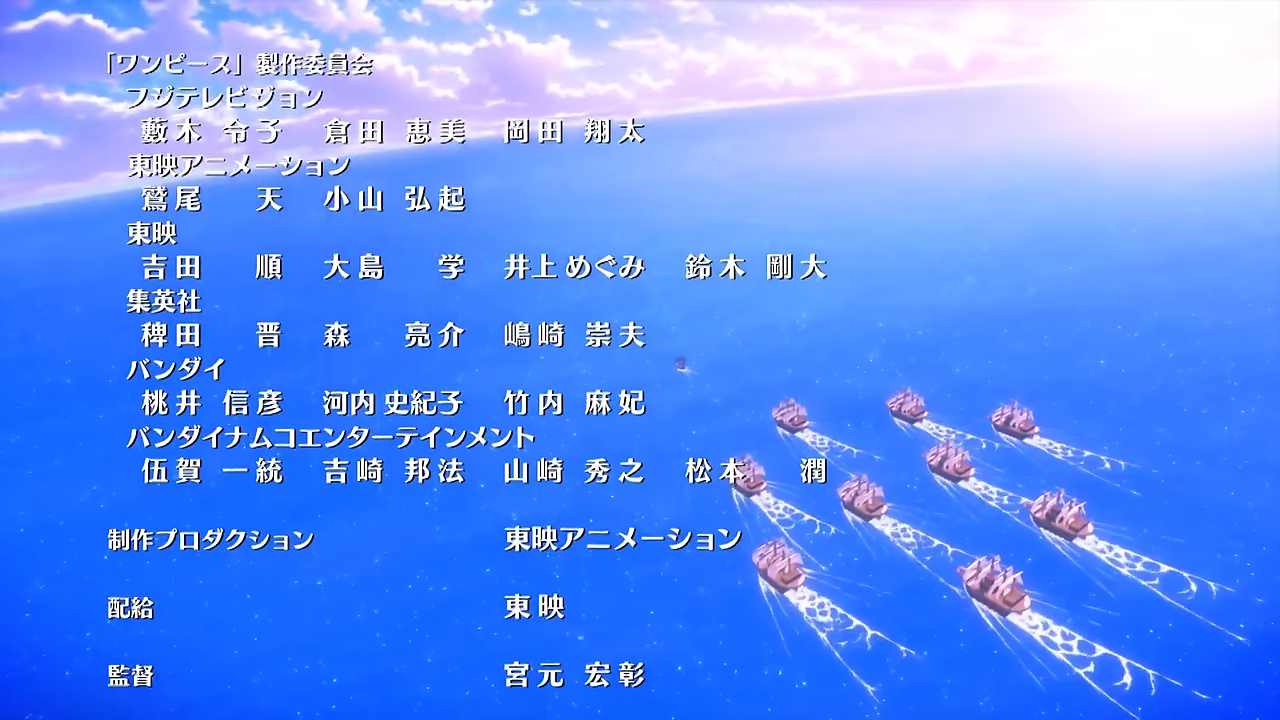 「ワンピース」製作委員会
フジテレビジョン
藪木 令子 倉田 恵美 岡田 翔太
東映アニメーション
鷲尾 天 小山 弘起
東映
吉田 順 大島 学 井上 めぐみ 鈴木 剛大
集英社
稗田 晋 森 亮介 嶋崎 崇夫
バンダイ
桃井 信彦 河内 史紀子 竹内 麻妃
バンダイナムコエンターテインメント
伍賀 一統 吉崎 邦法 山崎 秀之 松本 潤
制作プロダクション 東映アニメーション
配給 東映
監督 宮元 宏彰